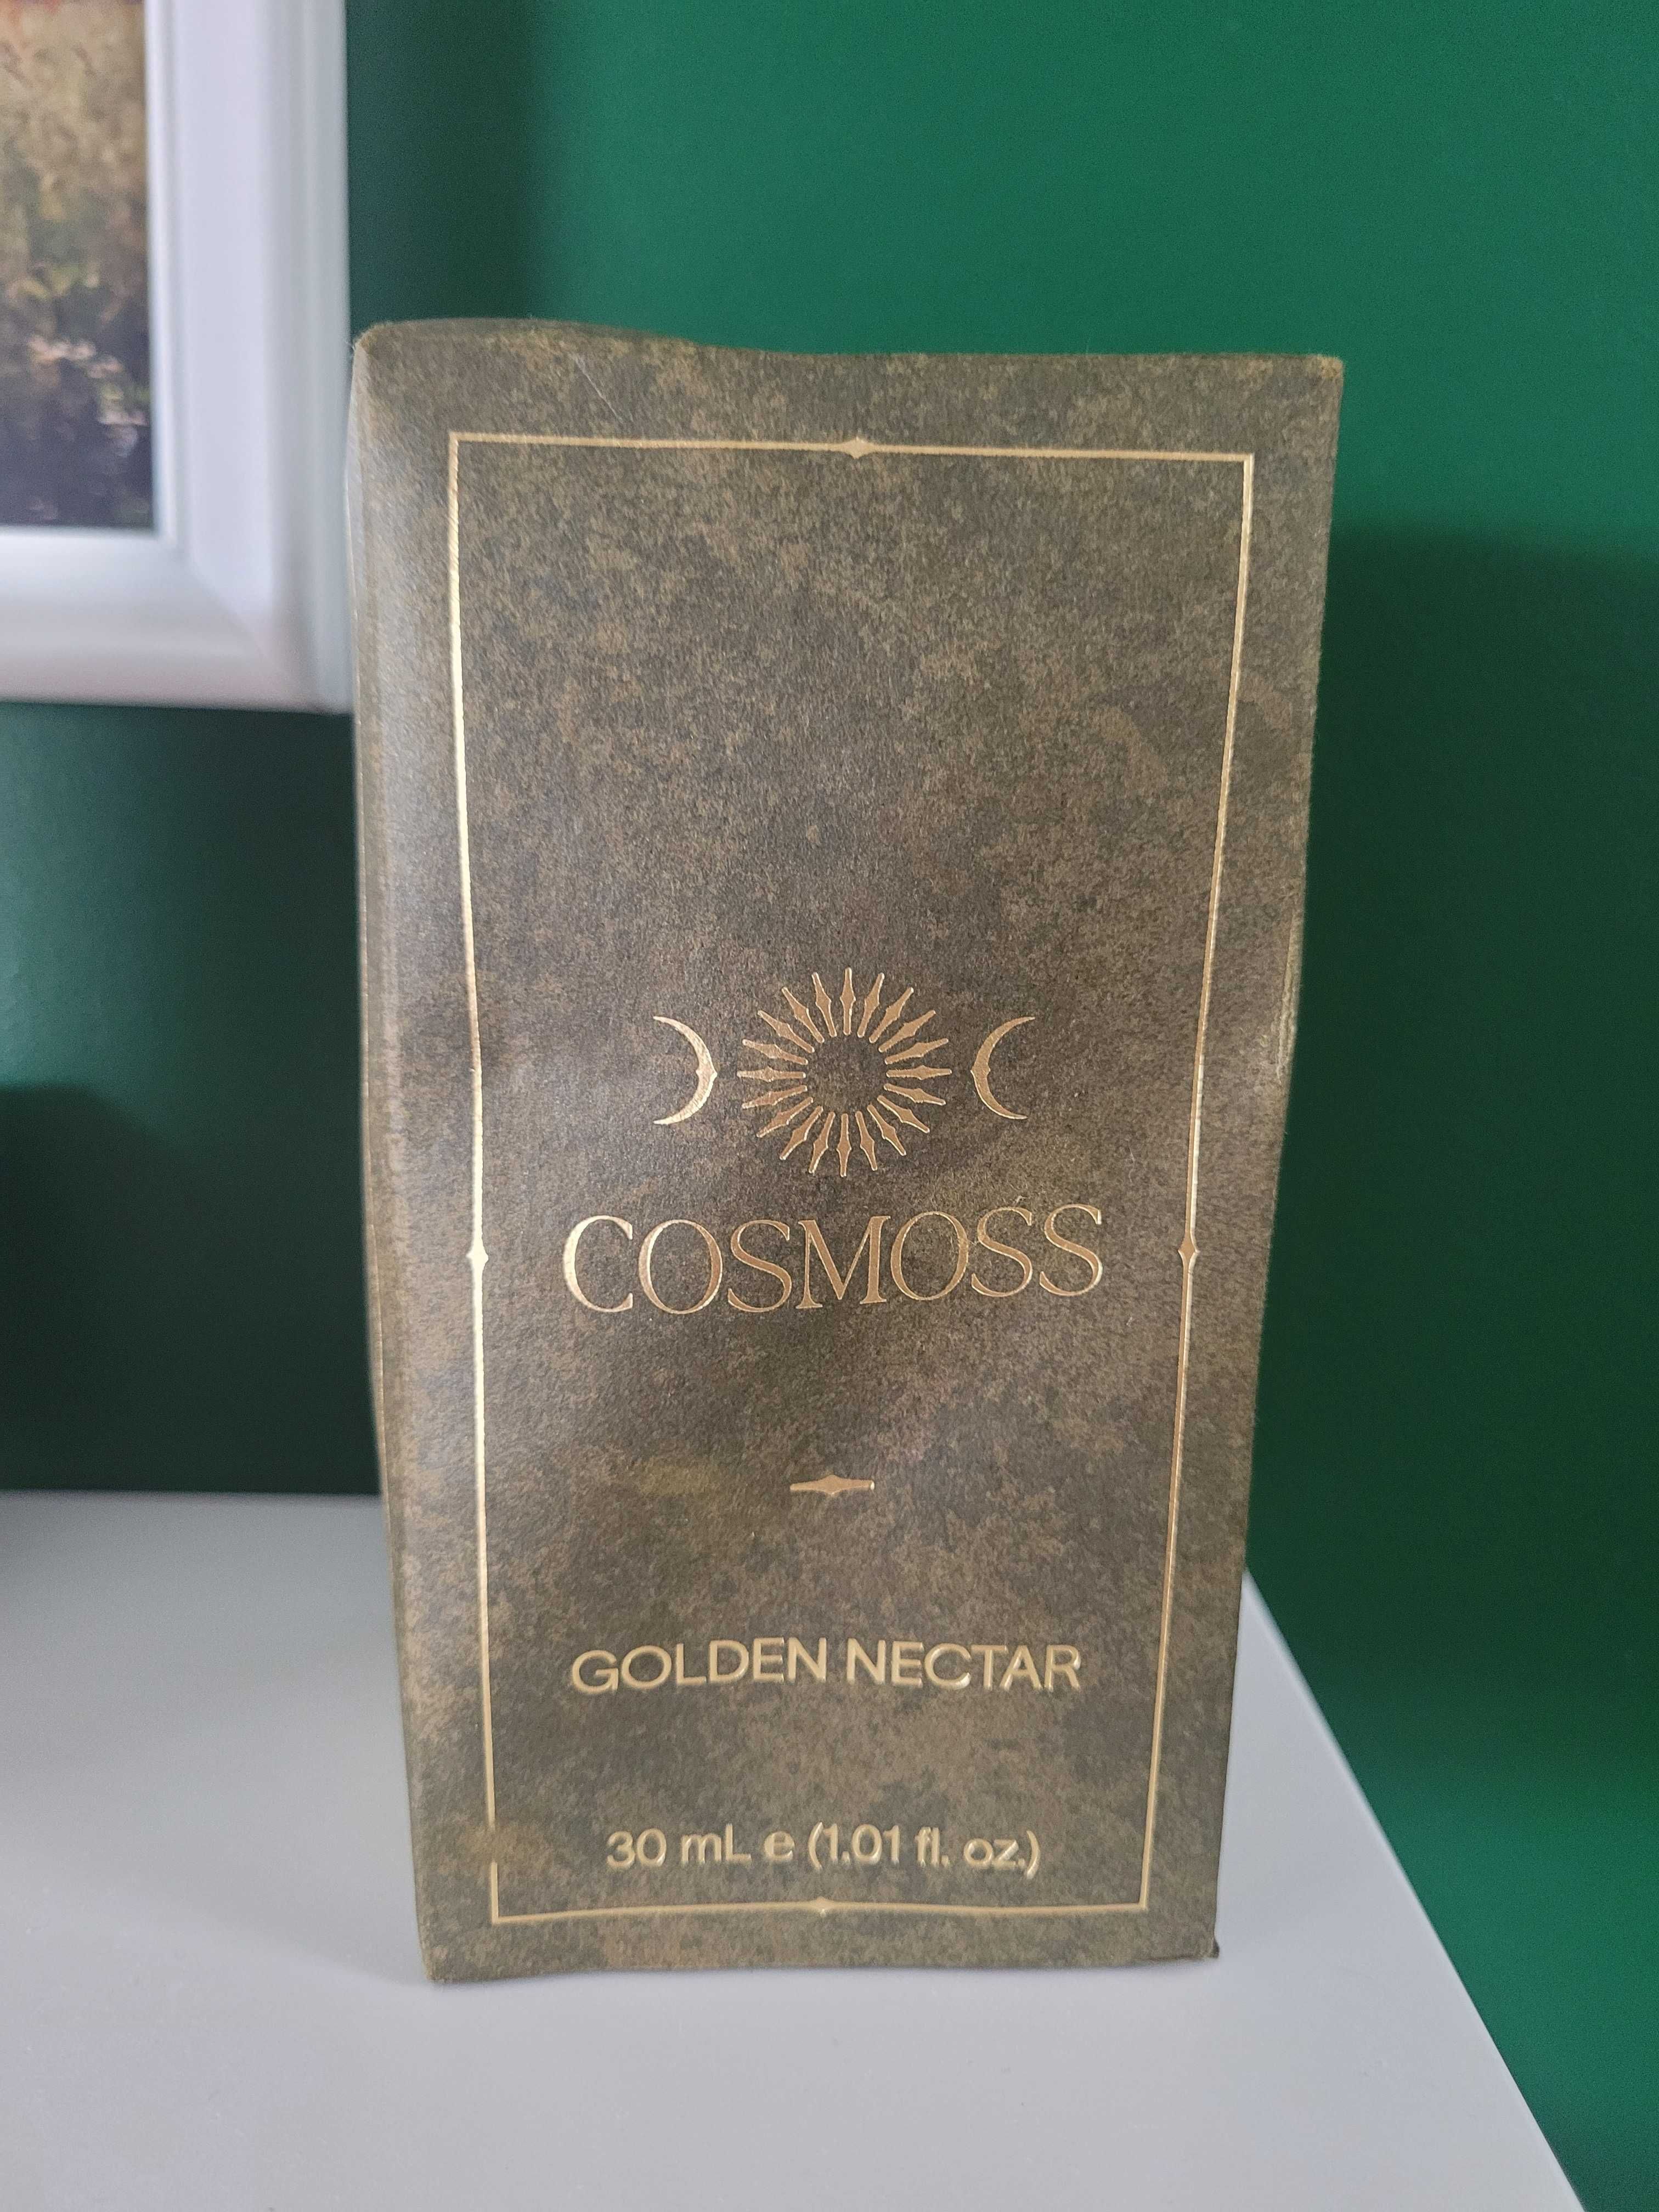 COSMOSS
GOLDEN NECTAR
30 mL e (1.01 fl. oz.)